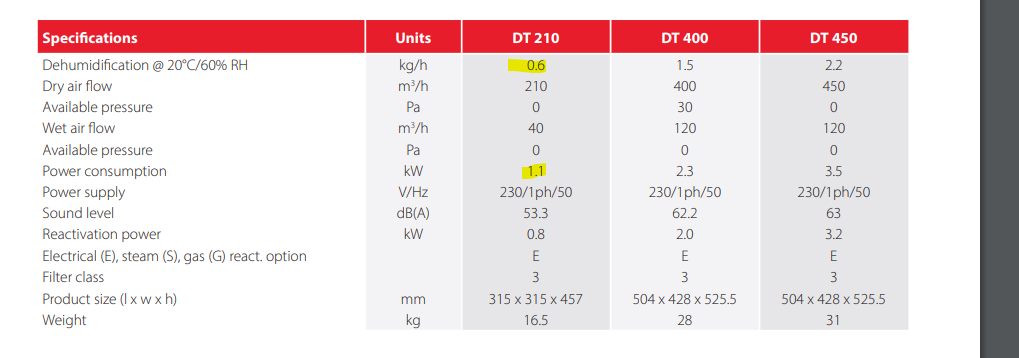 Specifications Units DT 210 DT 400 DT 450
Dehumidification @ 20°C/60% RH kg/h 0.6 1.5 2.2
Dry air flow m³/h 210 400 450
Available pressure Pa 0 30 0
Wet air flow m³/h 40 120 120
Available pressure Pa 0 0 0
Power consumption kW 1.1 2.3 3.5
Power supply V/Hz 230/1ph/50 230/1ph/50 230/1ph/50
Sound level dB(A) 53.3 62.2 63
Reactivation power kW 0.8 2.0 3.2
Electrical (E), steam (S), gas (G) react. option E E E
Filter class 3 3 3
Product size (l x w x h) mm 315 x 315 x 457 504 x 428 x 525.5 504 x 428 x 525.5
Weight kg 16.5 28 31